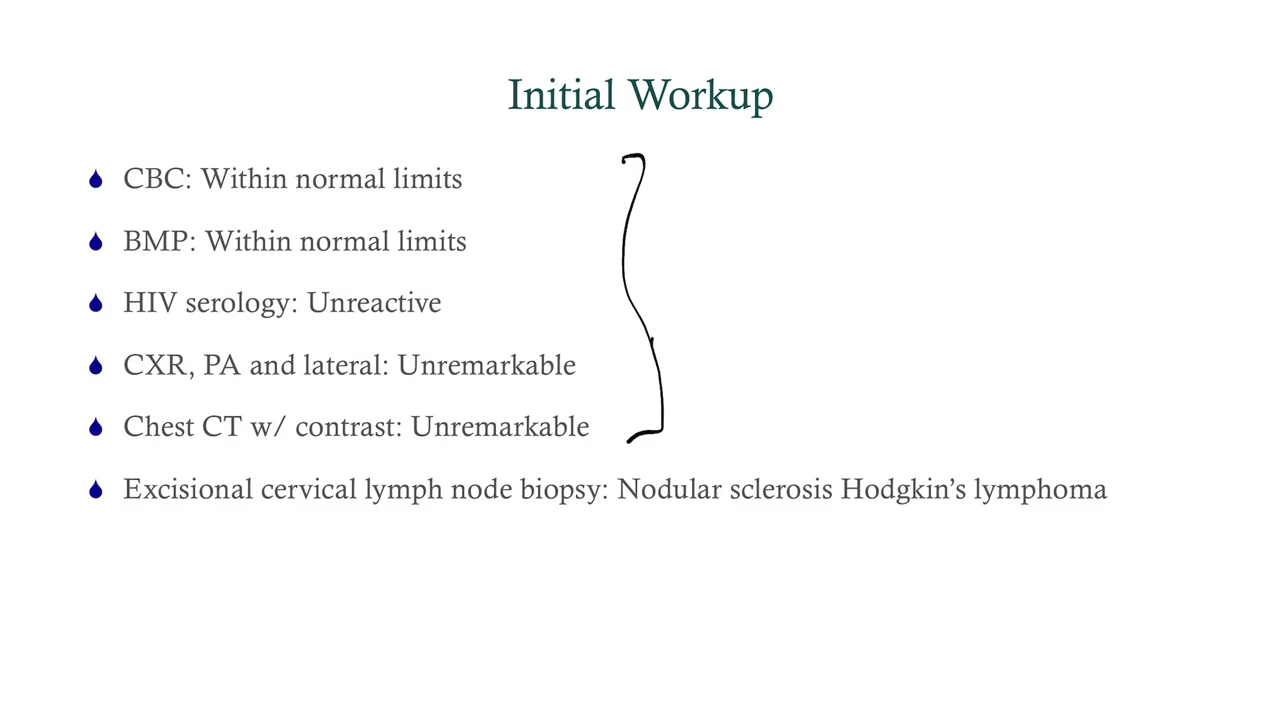 Initial Workup
CBC: Within normal limits
BMP: Within normal limits
HIV serology: Unreactive
CXR, PA and lateral: Unremarkable
Chest CT w/ contrast: Unremarkable
Excisional cervical lymph node biopsy: Nodular sclerosis Hodgkin’s lymphoma